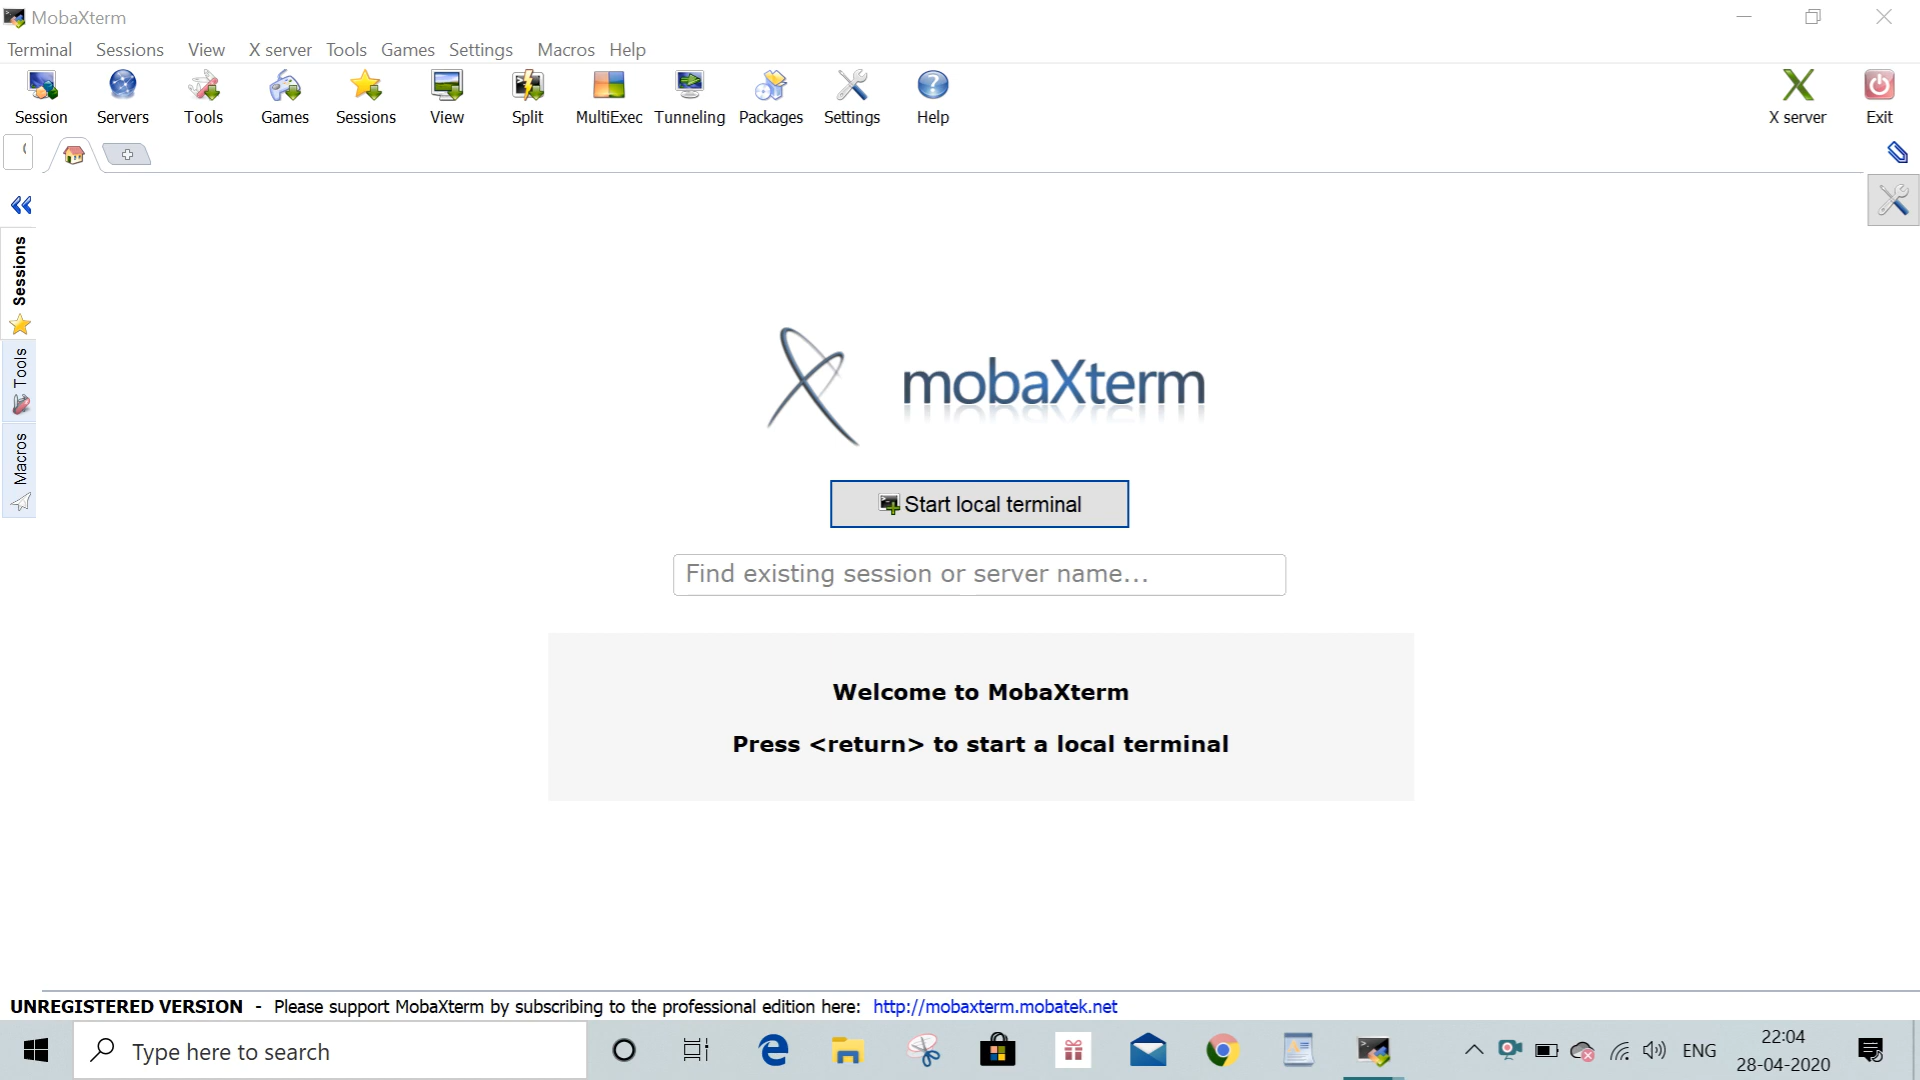 MobaXterm
Terminal Sessions View X server Tools Games Settings Macros Help
Session Servers Tools Games Sessions View Split MultiExec Tunneling Packages Settings Help X server Exit
Sessions
Tools
Macros
mobaXterm
Start local terminal
Find existing session or server name...
Welcome to MobaXterm
Press <return> to start a local terminal
UNREGISTERED VERSION - Please support MobaXterm by subscribing to the professional edition here: http://mobaxterm.mobatek.net
Type here to search
ENG
22:04
28-04-2020